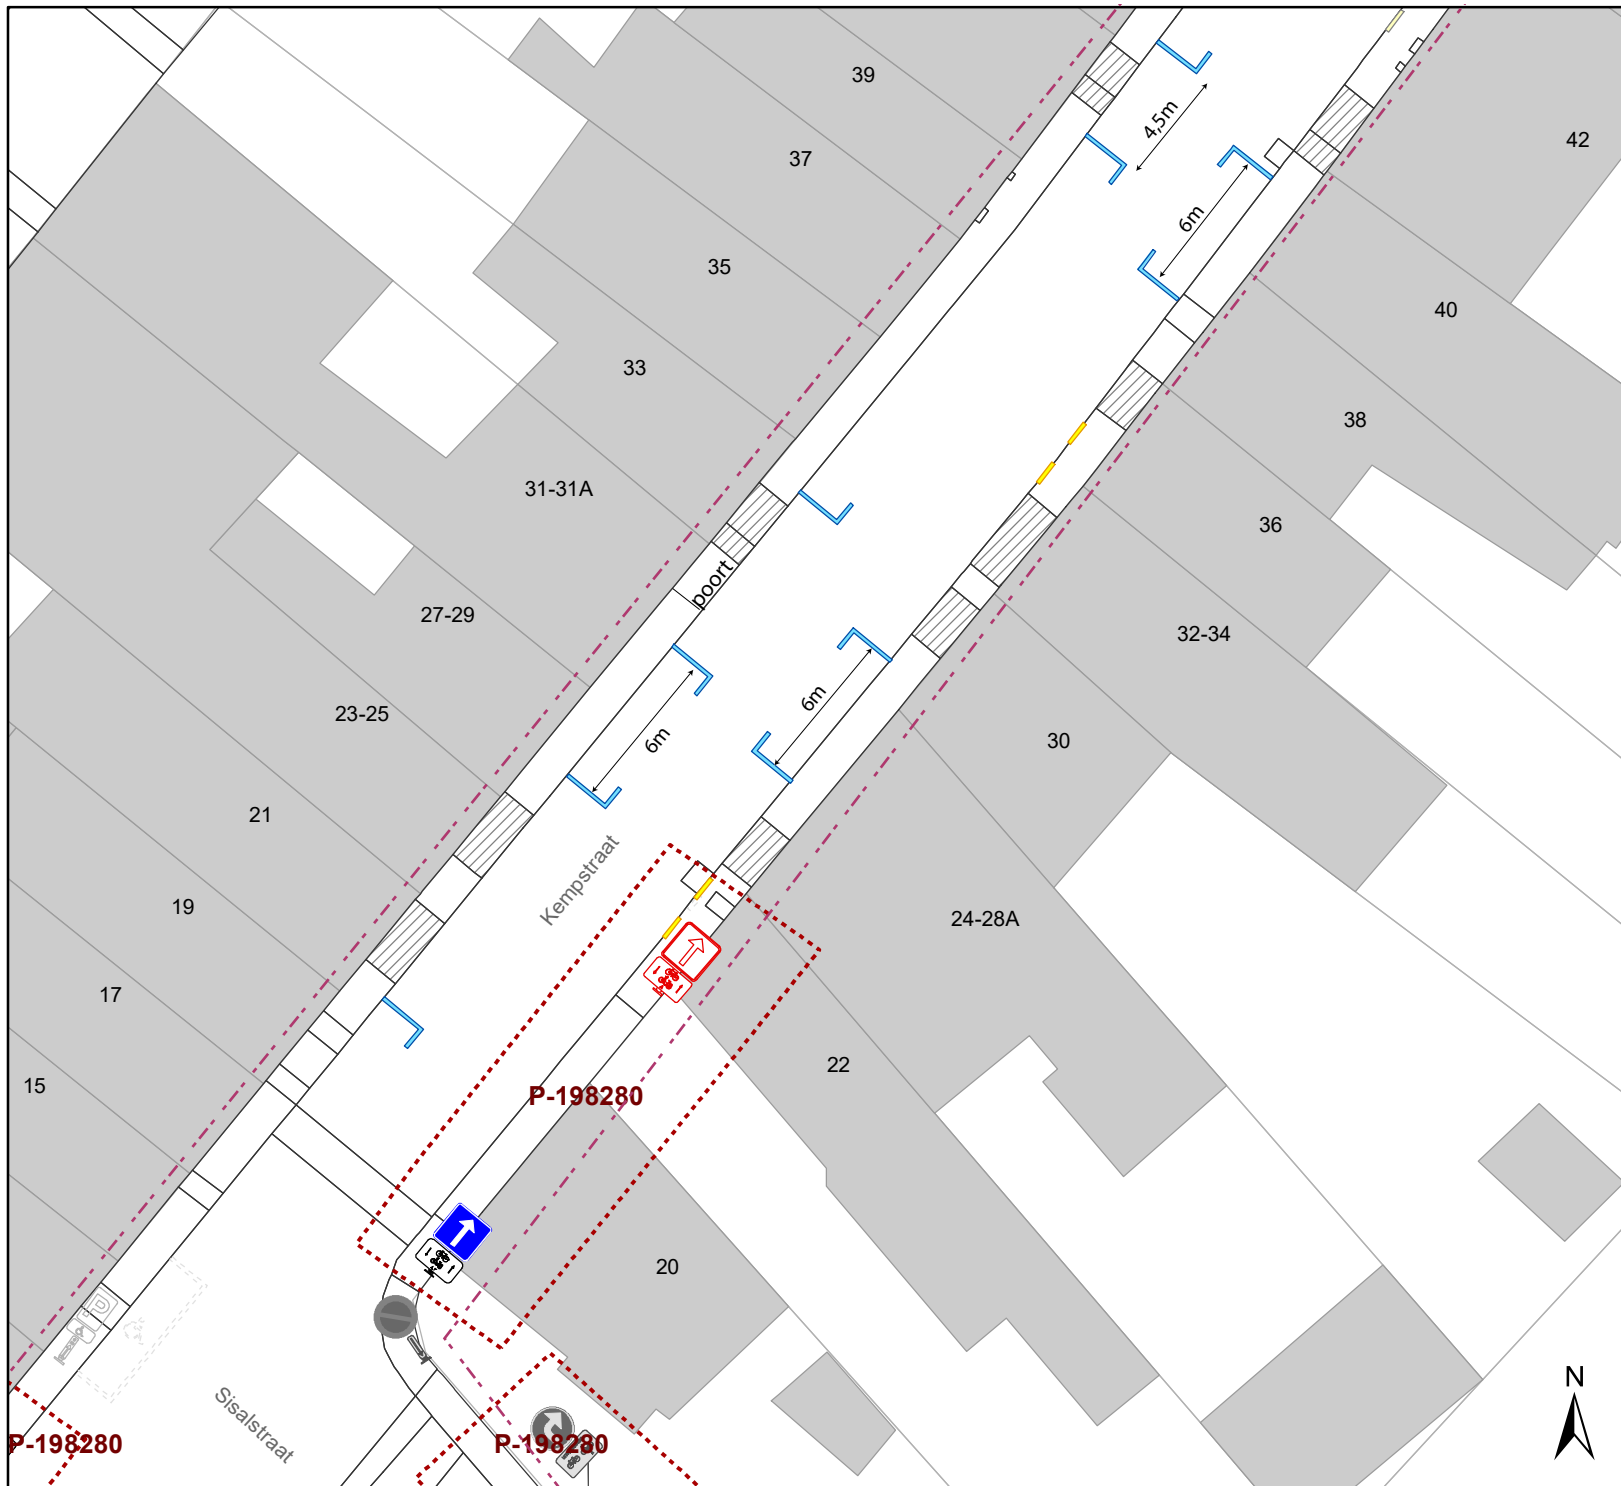 39
37
42
4,5m
6m
35
40
33
38
31-31A
36
poort
27-29
32-34
23-25
6m
6m
30
21
Kempstraat
19
24-28A
17
22
15
P-198280
20
P
Sisalstraat
N
P-198280
P-198280